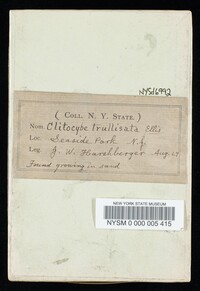 NYS16992
( Coll. N. Y. State. )
Nom. Clitocybe trullisata Ellis
Loc. Seaside Park N.J.
Leg. J. W. Harshberger Aug. 27
Found growing in sand
NEW YORK STATE MUSEUM
NYSM 0 000 005 415